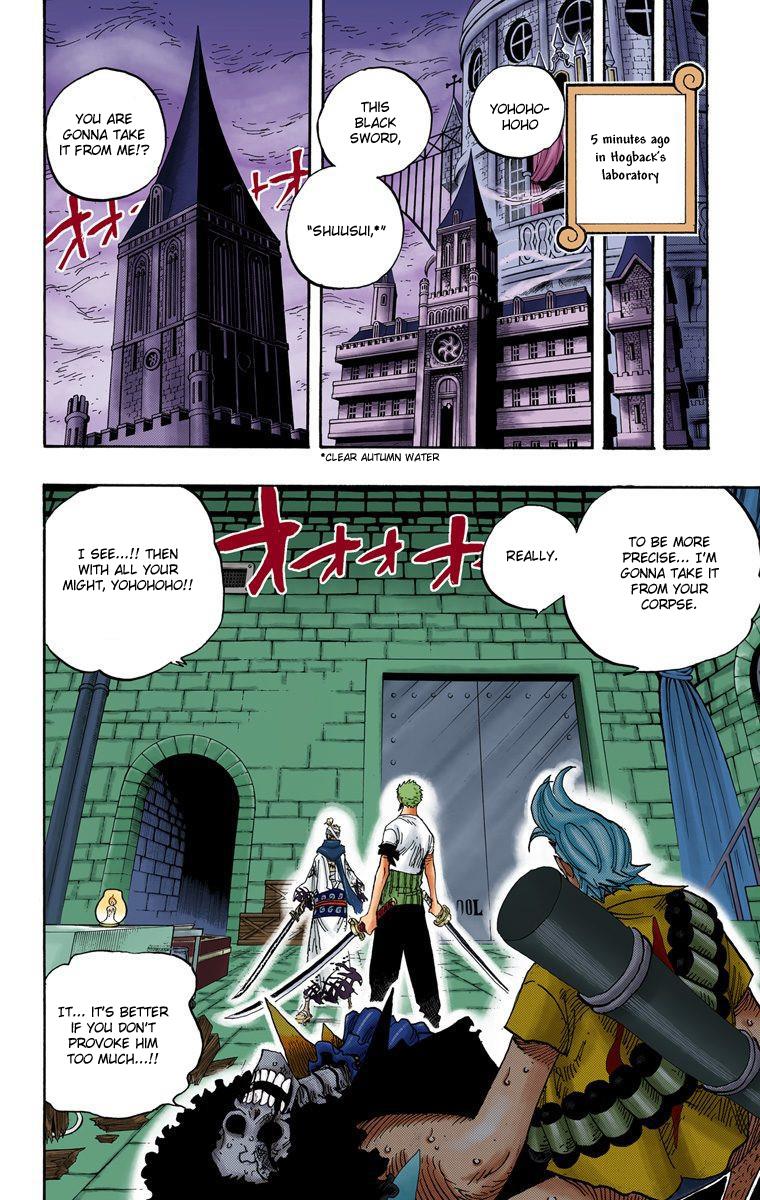 5 minutes ago
in Hogback's
laboratory
YOHOHO-
HOHO
THIS
BLACK
SWORD,
"SHUUSUI,*"
*CLEAR AUTUMN WATER
YOU ARE
GONNA TAKE
IT FROM ME!?
オオ
オ
TO BE MORE
PRECISE... I'M
GONNA TAKE IT
FROM YOUR
CORPSE.
REALLY.
オオオオ
I SEE...!! THEN
WITH ALL YOUR
MIGHT, YOHOHOHO!!
OOL
IT... IT'S BETTER
IF YOU DON'T
PROVOKE HIM
TOO MUCH...!!